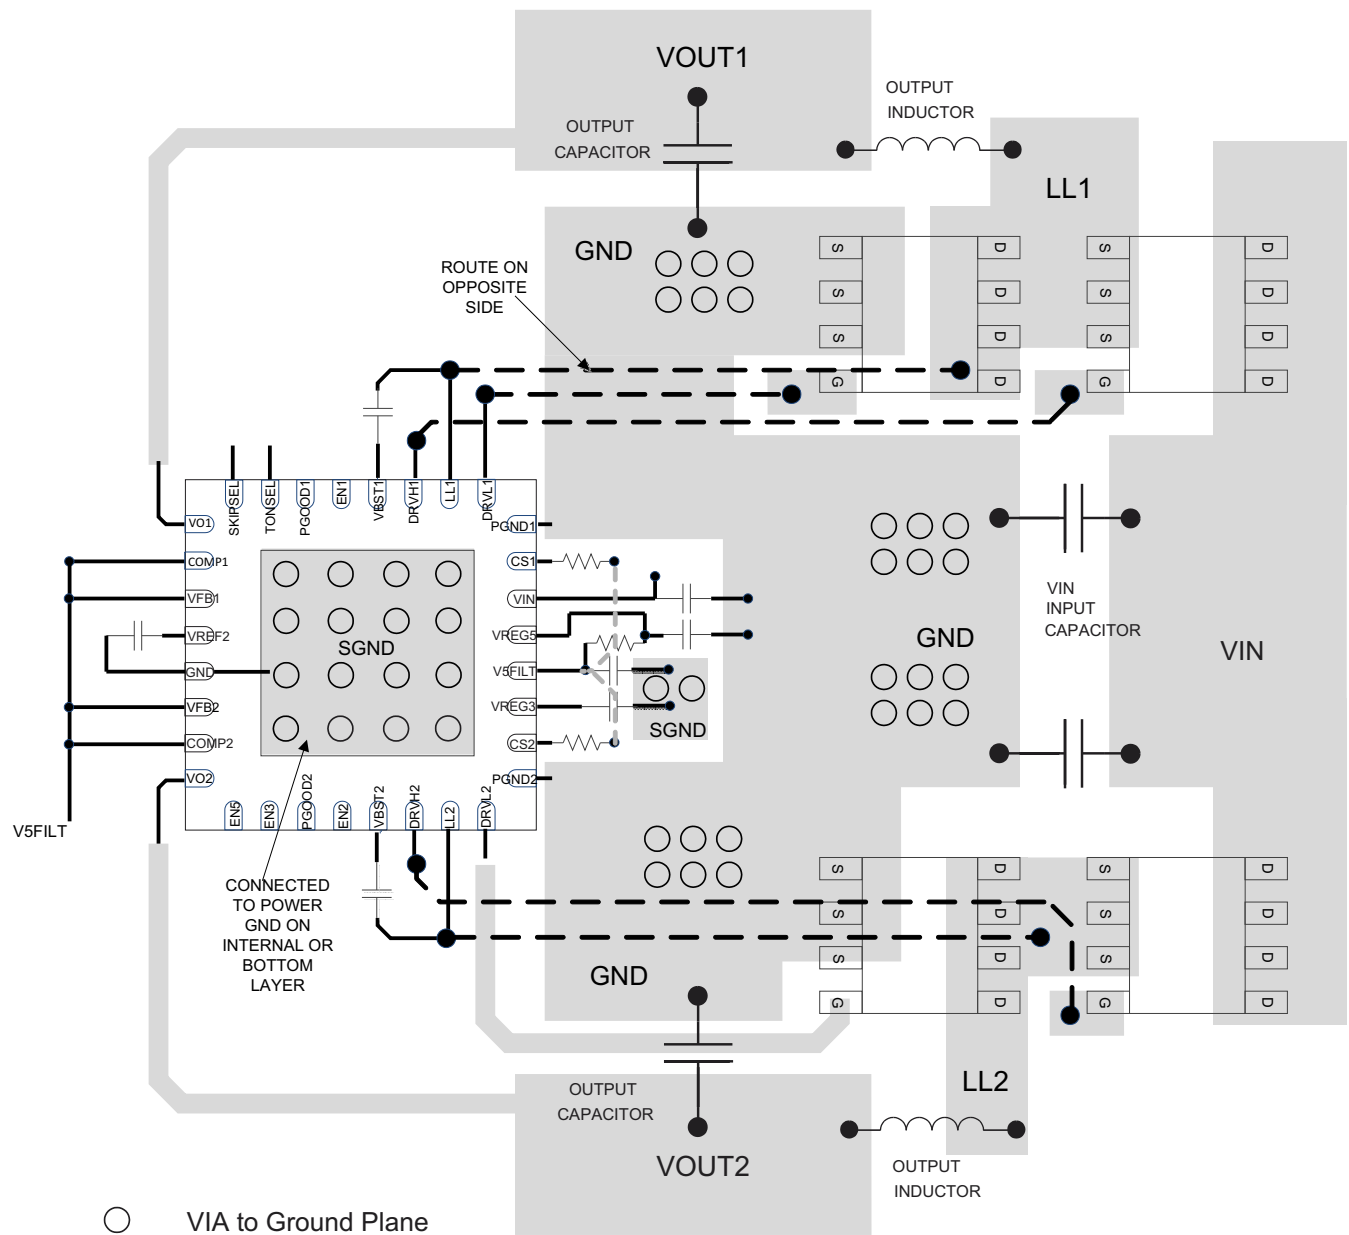 VOUT1
OUTPUT
CAPACITOR
OUTPUT
INDUCTOR
LL1
GND
ROUTE ON
OPPOSITE
SIDE
S
S
S
G
D
D
D
D
S
S
S
G
D
D
D
D
SKIPSEL
TONSEL
PGOOD1
EN1
VBST1
DRVH1
LL1
DRVL1
VO1
COMP1
VFB1
VREF2
GND
VFB2
COMP2
VO2
SGND
PGND1
CS1
VIN
VREG5
V5FILT
VREG3
CS2
PGND2
SGND
EN5
EN3
PGOOD2
EN2
VBST2
DRVH2
LL2
DRVL2
V5FILT
GND
VIN
INPUT
CAPACITOR
VIN
CONNECTED
TO POWER
GND ON
INTERNAL OR
BOTTOM
LAYER
S
S
S
G
D
D
D
D
S
S
S
G
D
D
D
D
GND
LL2
OUTPUT
CAPACITOR
VOUT2
OUTPUT
INDUCTOR
VIA to Ground Plane